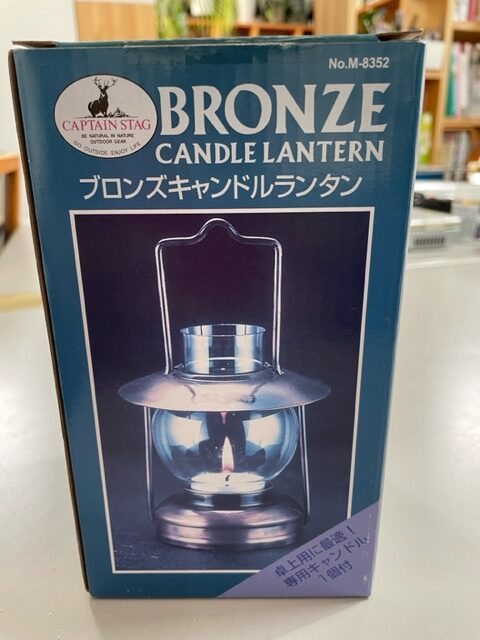 No.M-8352
CAPTAIN STAG
BE NATURAL IN NATURE
OUTDOOR GEAR
GO OUTSIDE ENJOY LIFE
BRONZE
CANDLE LANTERN
ブロンズキャンドルランタン
卓上用に最適！
専用キャンドル
1個付